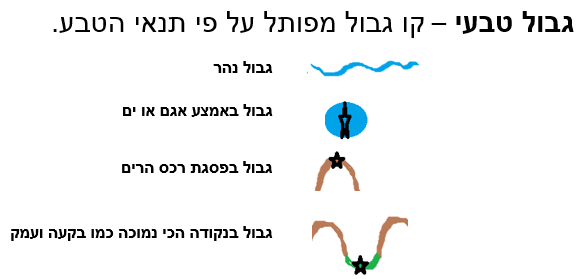 גבול טבעי – קו גבול מפותל על פי תנאי הטבע.
גבול נהר
גבול באמצע אגם או ים
גבול בפסגת רכס הרים
גבול בנקודה הכי נמוכה כמו בקעה ועמק